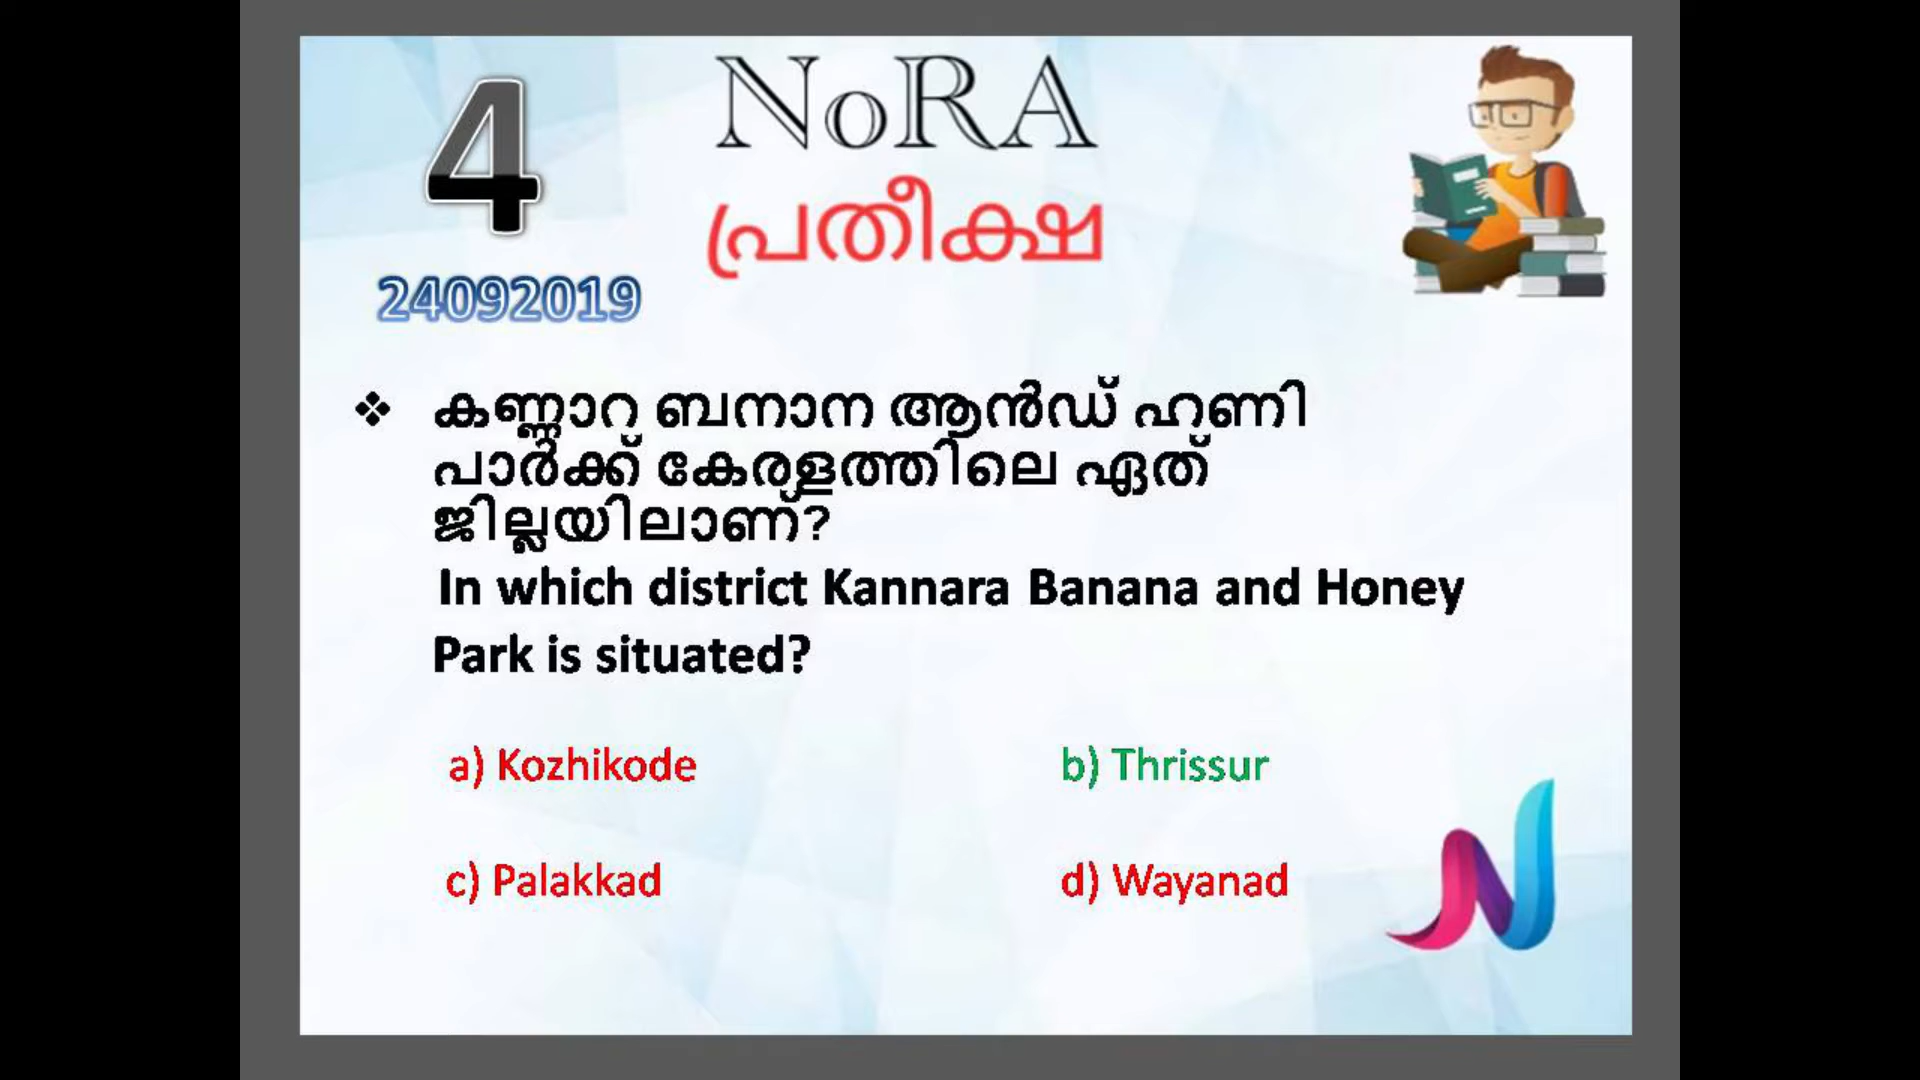 4
NoRA
പ്രതീക്ഷ
24092019
❖ കണ്ണാറ ബനാന ആൻഡ് ഹണി
പാർക്ക് കേരളത്തിലെ ഏത്
ജില്ലയിലാണ്?
In which district Kannara Banana and Honey
Park is situated?
a) Kozhikode
b) Thrissur
c) Palakkad
d) Wayanad